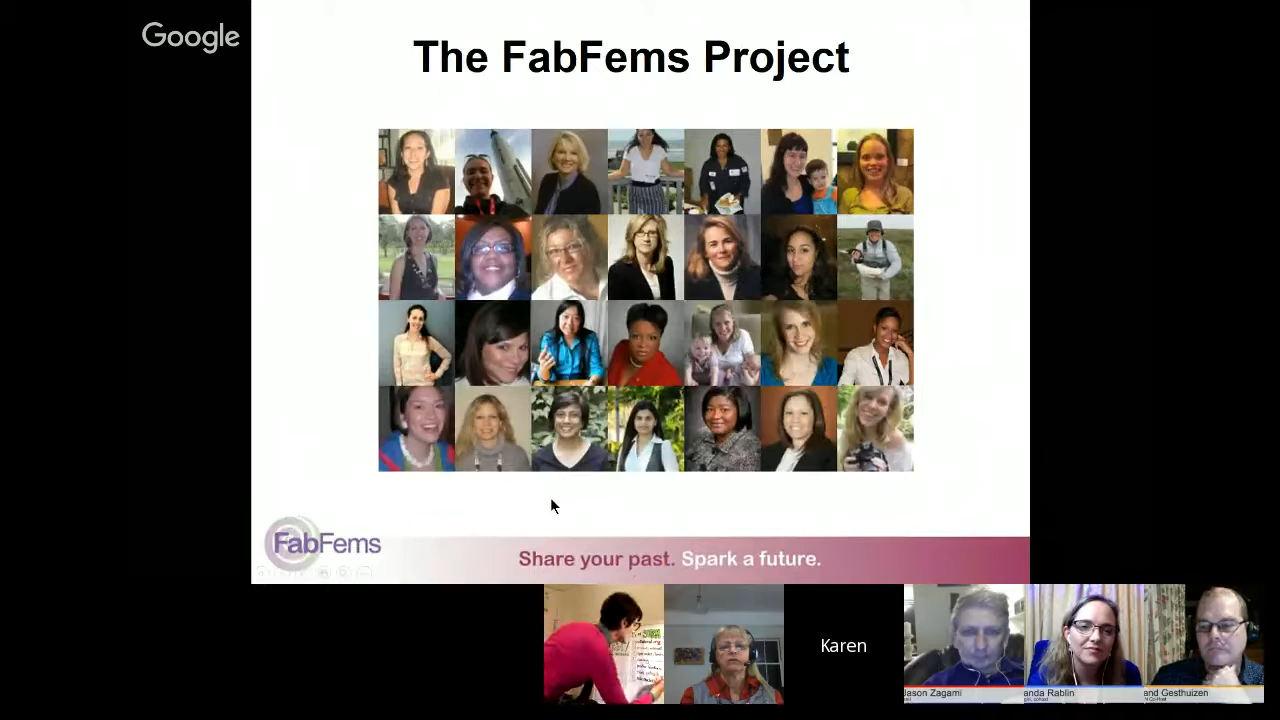 Google
The FabFems Project
FabFems
Share your past. Spark a future.
Karen
Jason Zagami
anda Rablin
and Gesthuizen